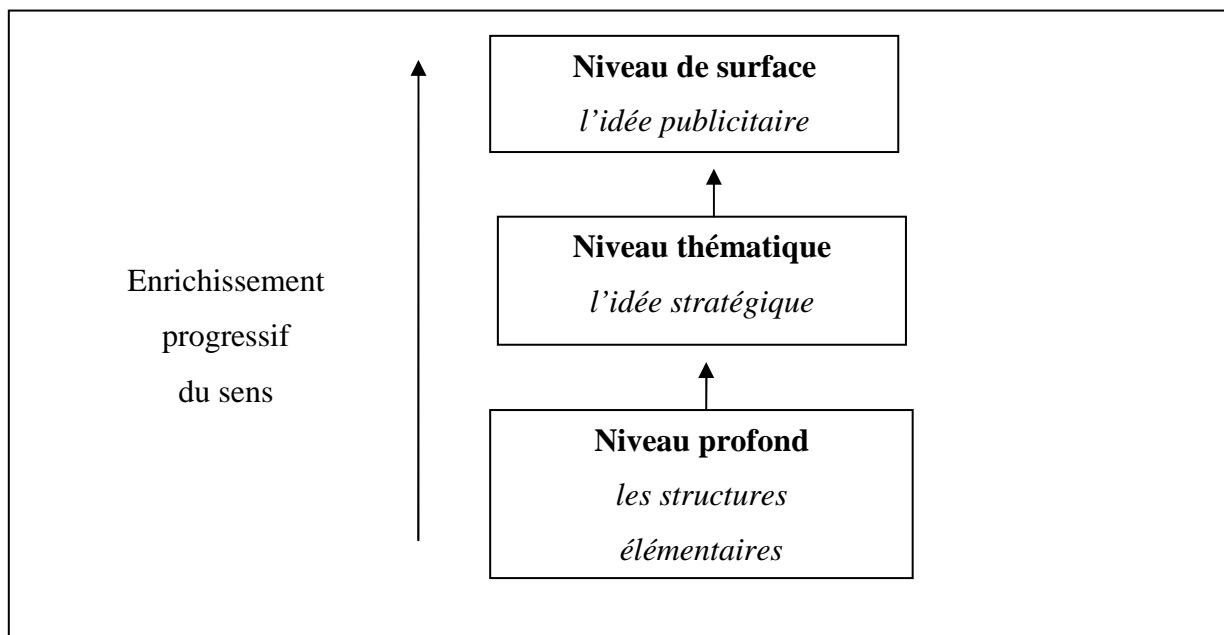 Niveau de surface
l’idée publicitaire
Niveau thématique
l’idée stratégique
Enrichissement
progressif
du sens
Niveau profond
les structures
élémentaires